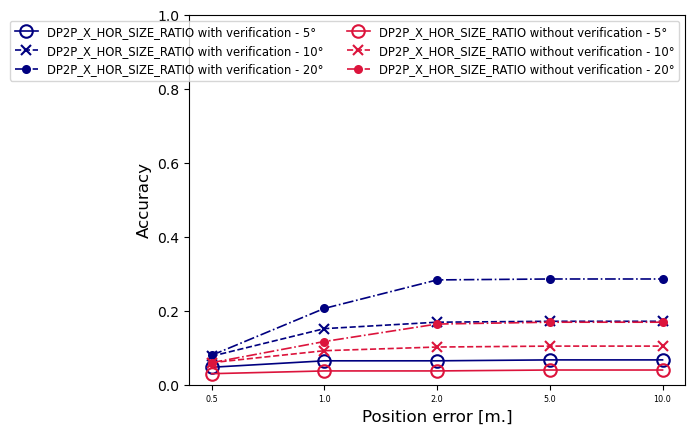 1.0
DP2P_X_HOR_SIZE_RATIO with verification - 5°
DP2P_X_HOR_SIZE_RATIO without verification - 5°
DP2P_X_HOR_SIZE_RATIO with verification - 10°
DP2P_X_HOR_SIZE_RATIO without verification - 10°
DP2P_X_HOR_SIZE_RATIO with verification - 20°
DP2P_X_HOR_SIZE_RATIO without verification - 20°
0.8
0.6
0.4
0.2
0.0
Accuracy
0.5 1.0 2.0 5.0 10.0
Position error [m.]